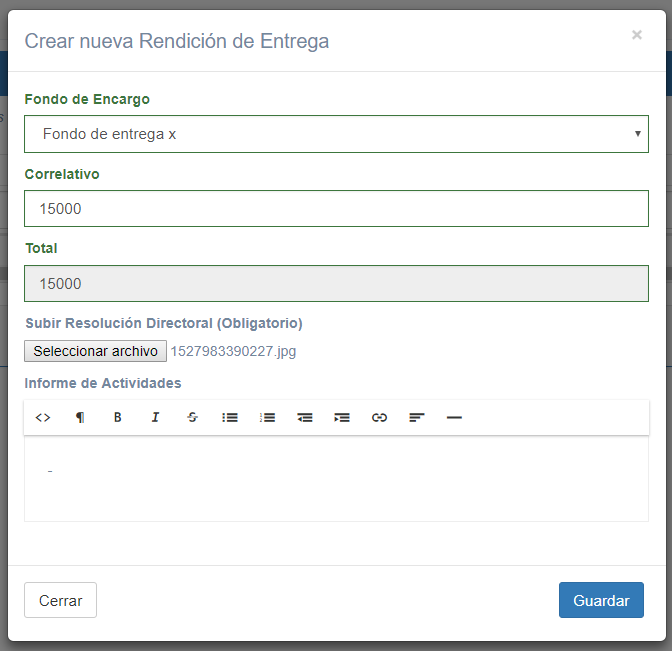 Crear nueva Rendición de Entrega ×
Fondo de Encargo
Fondo de entrega x
Correlativo
15000
Total
15000
Subir Resolución Directoral (Obligatorio)
Seleccionar archivo 1527983390227.jpg
Informe de Actividades
<> ¶ B I S
-
Cerrar Guardar